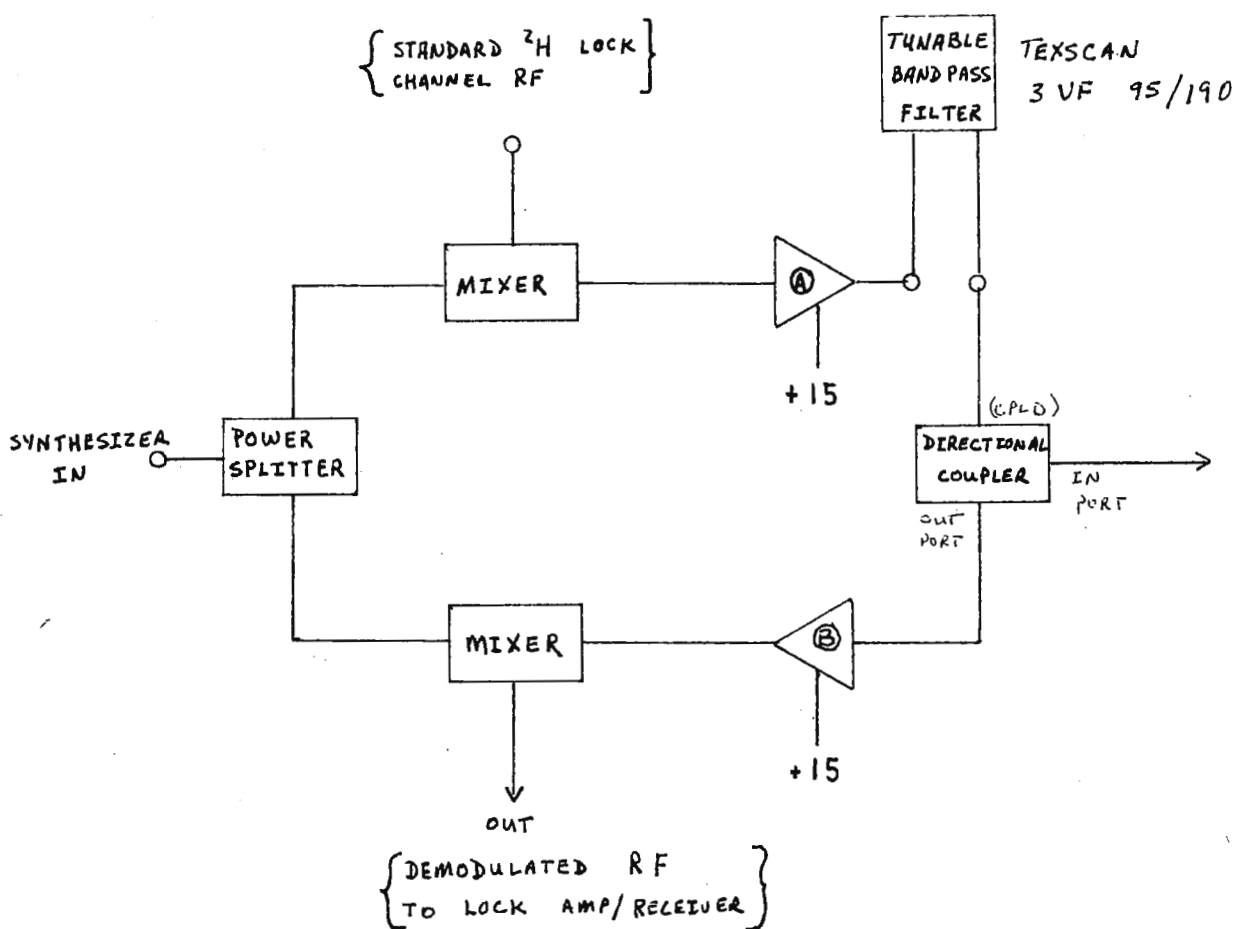 { STANDARD ²H LOCK
CHANNEL RF }
TUNABLE
BAND PASS
FILTER
TEXSCAN
3 VF 95/190
MIXER
A
+15
SYNTHESIZER
IN
POWER
SPLITTER
(CPLD)
DIRECTIONAL
COUPLER
IN
PORT
OUT
PORT
MIXER
B
+15
OUT
{ DEMODULATED RF
TO LOCK AMP/RECEIVER }